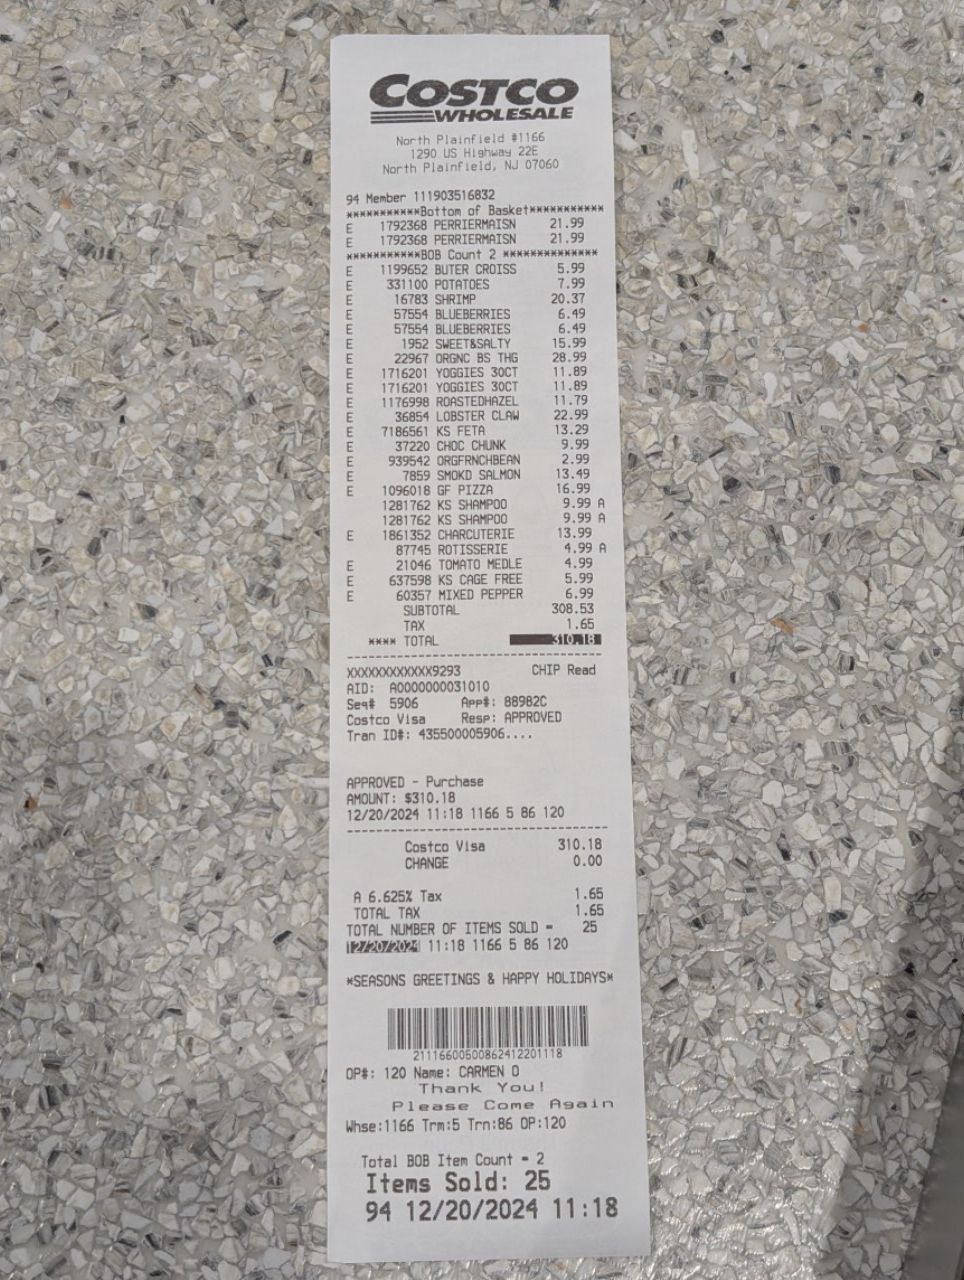 COSTCO
WHOLESALE
North Plainfield #1166
1290 US Highway 22E
North Plainfield, NJ 07060
94 Member 111903516832
***********Bottom of Basket***********
E 1792368 PERRIERMAISN 21.99
E 1792368 PERRIERMAISN 21.99
***********BOB Count 2 **************
E 1199652 BUTER CROISS 5.99
E 331100 POTATOES 7.99
E 16783 SHRIMP 20.37
E 57554 BLUEBERRIES 6.49
E 57554 BLUEBERRIES 6.49
E 1952 SWEET&SALTY 15.99
E 22967 ORGNC BS THG 28.99
E 1716201 YOGGIES 30CT 11.89
E 1716201 YOGGIES 30CT 11.89
E 1176998 ROASTEDHAZEL 11.79
E 36854 LOBSTER CLAW 22.99
E 7186561 KS FETA 13.29
E 37220 CHOC CHUNK 9.99
E 939542 ORGFRNCHBEAN 2.99
E 7859 SMOKD SALMON 13.49
E 1096018 GF PIZZA 16.99
1281762 KS SHAMPOO 9.99 A
1281762 KS SHAMPOO 9.99 A
E 1861352 CHARCUTERIE 13.99
87745 ROTISSERIE 4.99 A
E 21046 TOMATO MEDLE 4.99
E 637598 KS CAGE FREE 5.99
E 60357 MIXED PEPPER 6.99
SUBTOTAL 308.53
TAX 1.65
**** TOTAL 310.18
XXXXXXXXXXXX9293 CHIP Read
AID: A0000000031010
Seq# 5906 App#: 88982C
Costco Visa Resp: APPROVED
Tran ID#: 435500005906....
APPROVED - Purchase
AMOUNT: $310.18
12/20/2024 11:18 1166 5 86 120
Costco Visa 310.18
CHANGE 0.00
A 6.625% Tax 1.65
TOTAL TAX 1.65
TOTAL NUMBER OF ITEMS SOLD = 25
12/20/2024 11:18 1166 5 86 120
*SEASONS GREETINGS & HAPPY HOLIDAYS*
21116600500862412201118
OP#: 120 Name: CARMEN O
Thank You!
Please Come Again
Whse:1166 Trm:5 Trn:86 OP:120
Total BOB Item Count = 2
Items Sold: 25
94 12/20/2024 11:18